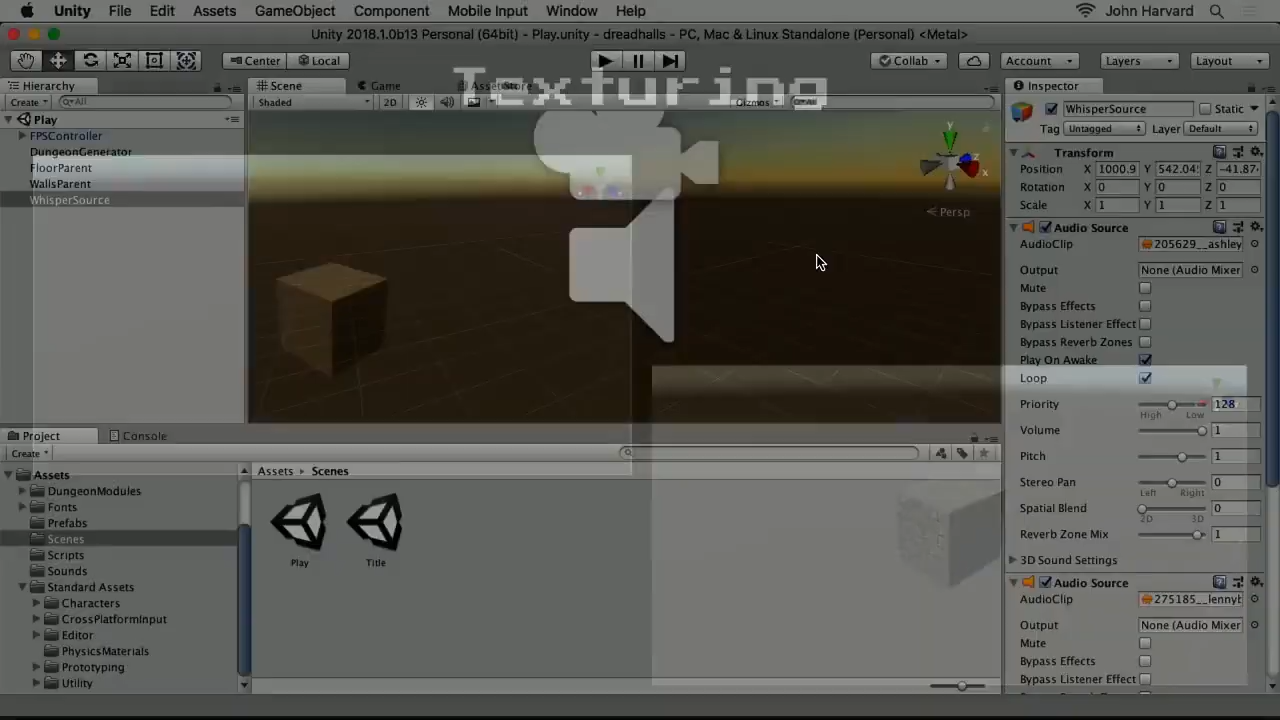 Unity File Edit Assets GameObject Component Mobile Input Window Help John Harvard
Unity 2018.1.0b13 Personal (64bit) - Play.unity - dreadhalls - PC, Mac & Linux Standalone (Personal) <Metal>
Center Local Collab Account Layers Layout
Texturing
Hierarchy
Create All
Play
FPSController
DungeonGenerator
FloorParent
WallsParent
WhisperSource
Scene Game Asset Store
Shaded 2D Gizmos All
y
z
x
Persp
Inspector
WhisperSource Static
Tag Untagged Layer Default
Transform
Position X 1000.9 Y 542.04 Z -41.87
Rotation X 0 Y 0 Z 0
Scale X 1 Y 1 Z 1
Audio Source
AudioClip 205629__ashley
Output None (Audio Mixer
Mute
Bypass Effects
Bypass Listener Effect
Bypass Reverb Zones
Play On Awake
Loop
Priority 128
High Low
Volume 1
Pitch 1
Stereo Pan 0
Left Right
Spatial Blend 0
2D 3D
Reverb Zone Mix 1
3D Sound Settings
Audio Source
AudioClip 275185__lennyb
Output None (Audio Mixer
Mute
Bypass Effects
Bypass Listener Effect
Project Console
Create
Assets
DungeonModules
Fonts
Prefabs
Scenes
Scripts
Sounds
Standard Assets
Characters
CrossPlatformInput
Editor
PhysicsMaterials
Prototyping
Utility
Assets Scenes
Play Title